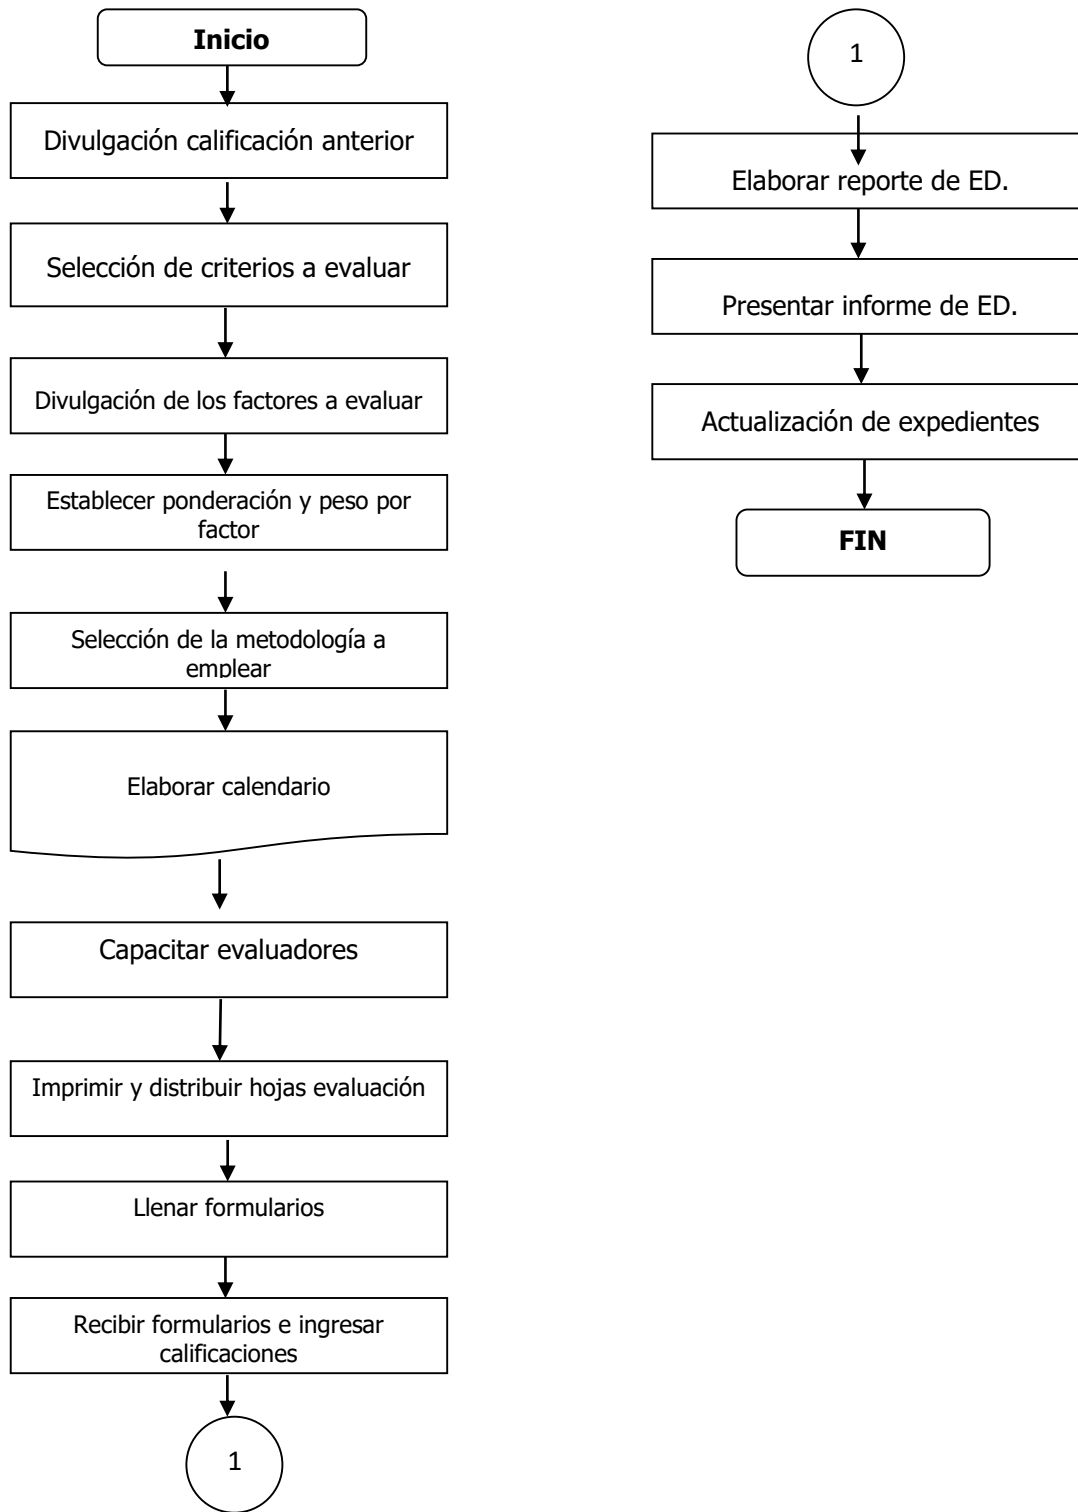 Inicio
Divulgación calificación anterior
Selección de criterios a evaluar
Divulgación de los factores a evaluar
Establecer ponderación y peso por
factor
Selección de la metodología a
emplear
Elaborar calendario
Capacitar evaluadores
Imprimir y distribuir hojas evaluación
Llenar formularios
Recibir formularios e ingresar
calificaciones
1
1
Elaborar reporte de ED.
Presentar informe de ED.
Actualización de expedientes
FIN